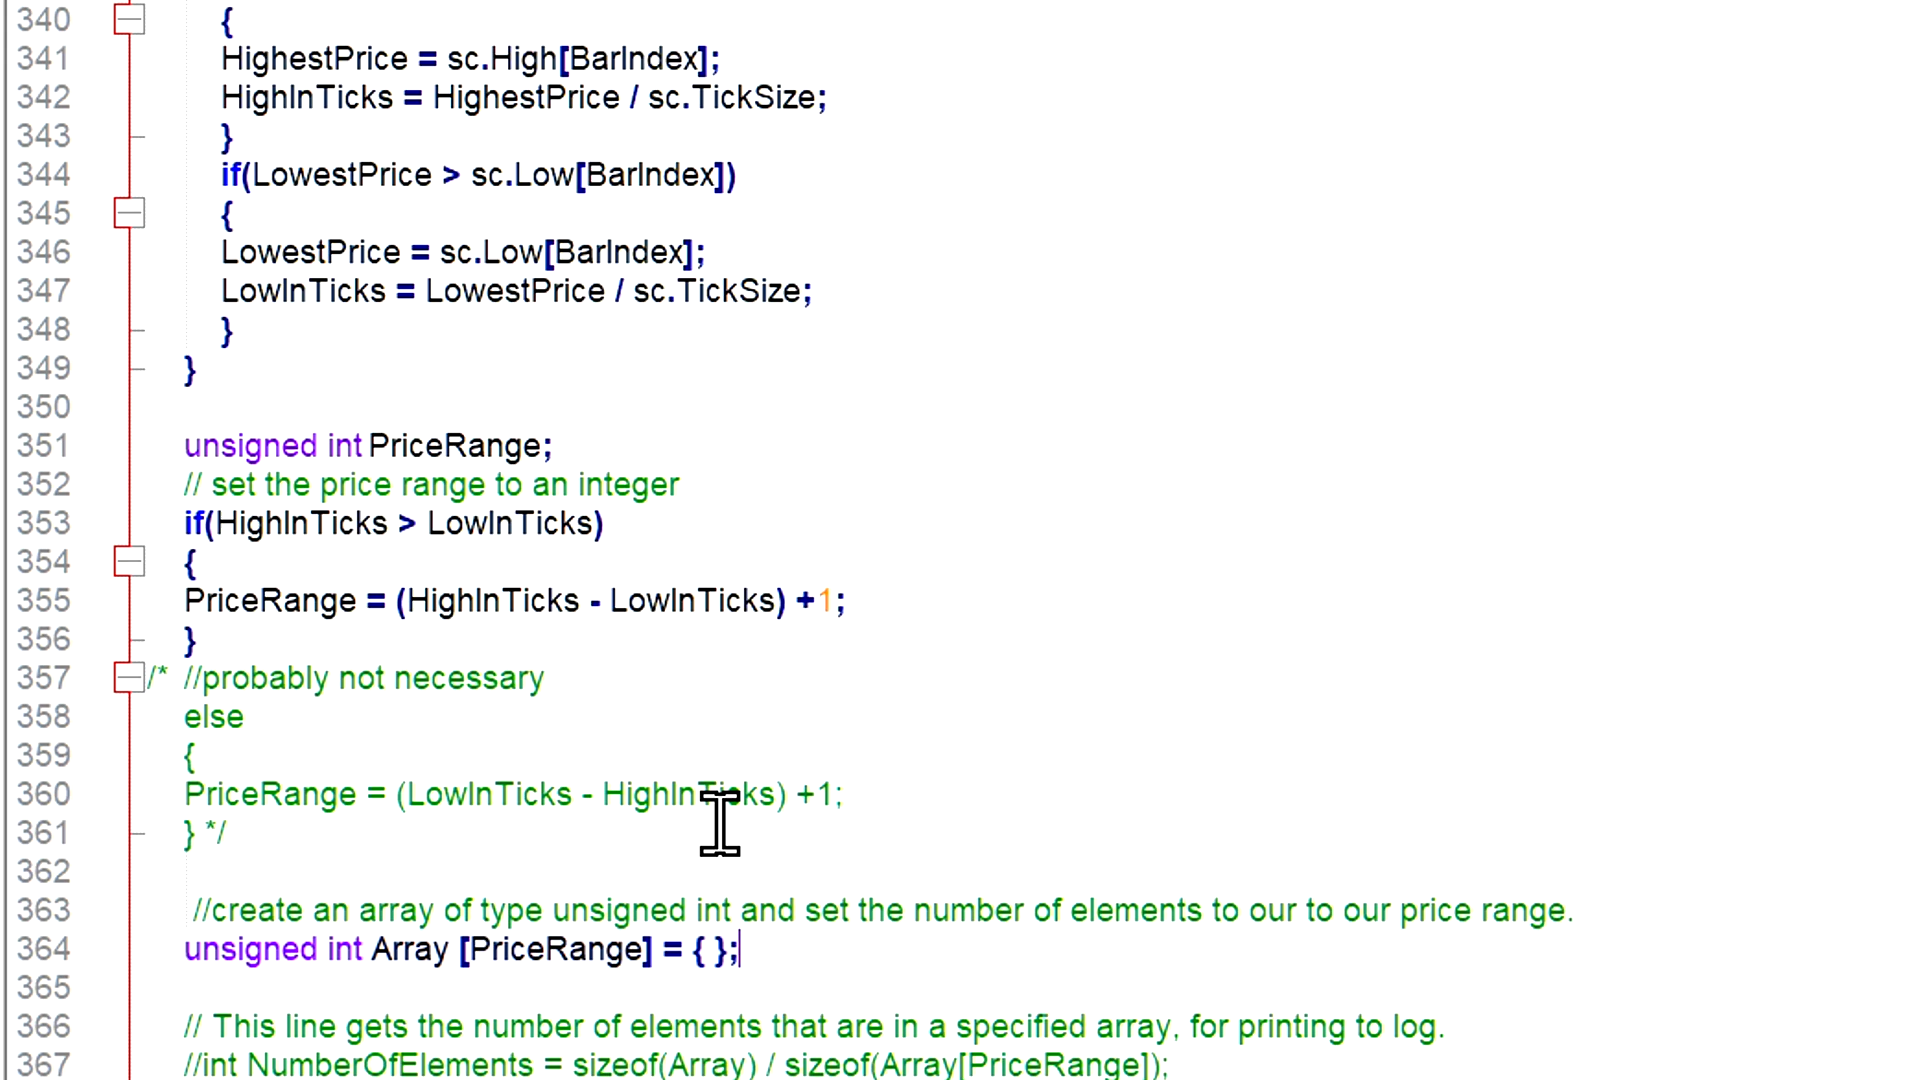 340 {
341 HighestPrice = sc.High[BarIndex];
342 HighInTicks = HighestPrice / sc.TickSize;
343 }
344 if(LowestPrice > sc.Low[BarIndex])
345 {
346 LowestPrice = sc.Low[BarIndex];
347 LowInTicks = LowestPrice / sc.TickSize;
348 }
349 }
350
351 unsigned int PriceRange;
352 // set the price range to an integer
353 if(HighInTicks > LowInTicks)
354 {
355 PriceRange = (HighInTicks - LowInTicks) +1;
356 }
357 /* //probably not necessary
358 else
359 {
360 PriceRange = (LowInTicks - HighInTicks) +1;
361 } */
362
363 //create an array of type unsigned int and set the number of elements to our to our price range.
364 unsigned int Array [PriceRange] = { };
365
366 // This line gets the number of elements that are in a specified array, for printing to log.
367 //int NumberOfElements = sizeof(Array) / sizeof(Array[PriceRange]);